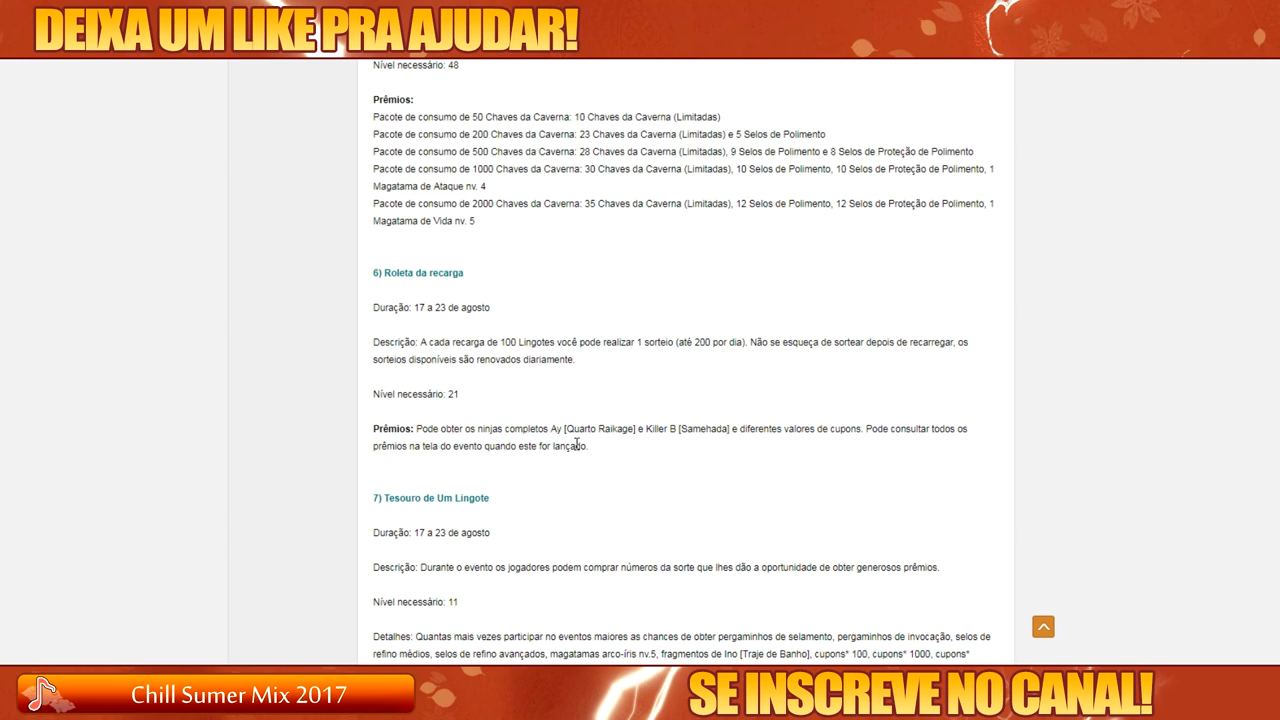 DEIXA UM LIKE PRA AJUDAR!
Nível necessário: 48
Prêmios:
Pacote de consumo de 50 Chaves da Caverna: 10 Chaves da Caverna (Limitadas)
Pacote de consumo de 200 Chaves da Caverna: 23 Chaves da Caverna (Limitadas) e 5 Selos de Polimento
Pacote de consumo de 500 Chaves da Caverna: 28 Chaves da Caverna (Limitadas), 9 Selos de Polimento e 8 Selos de Proteção de Polimento
Pacote de consumo de 1000 Chaves da Caverna: 30 Chaves da Caverna (Limitadas), 10 Selos de Polimento, 10 Selos de Proteção de Polimento, 1
Magatama de Ataque nv. 4
Pacote de consumo de 2000 Chaves da Caverna: 35 Chaves da Caverna (Limitadas), 12 Selos de Polimento, 12 Selos de Proteção de Polimento, 1
Magatama de Vida nv. 5
6) Roleta da recarga
Duração: 17 a 23 de agosto
Descrição: A cada recarga de 100 Lingotes você pode realizar 1 sorteio (até 200 por dia). Não se esqueça de sortear depois de recarregar, os
sorteios disponíveis são renovados diariamente.
Nível necessário: 21
Prêmios: Pode obter os ninjas completos Ay [Quarto Raikage] e Killer B [Samehada] e diferentes valores de cupons. Pode consultar todos os
prêmios na tela do evento quando este for lançado.
7) Tesouro de Um Lingote
Duração: 17 a 23 de agosto
Descrição: Durante o evento os jogadores podem comprar números da sorte que lhes dão a oportunidade de obter generosos prêmios.
Nível necessário: 11
Detalhes: Quantas mais vezes participar no eventos maiores as chances de obter pergaminhos de selamento, pergaminhos de invocação, selos de
refino médios, selos de refino avançados, magatamas arco-íris nv.5, fragmentos de Ino [Traje de Banho], cupons* 100, cupons* 1000, cupons*
Chill Sumer Mix 2017
SE INSCREVE NO CANAL!